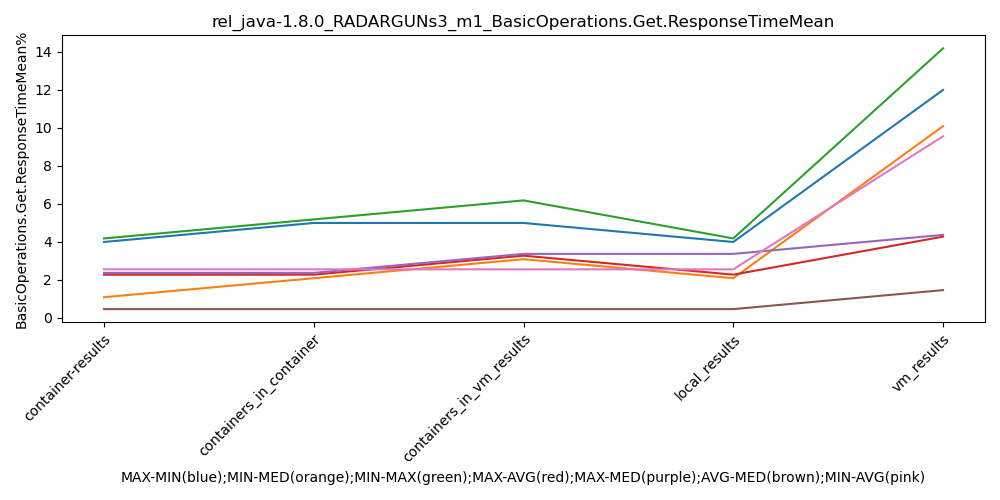 rel_java-1.8.0_RADARGUNs3_m1_BasicOperations.Get.ResponseTimeMean
BasicOperations.Get.ResponseTimeMean%
14
12
10
8
6
4
2
0
container-results
containers_in_container
containers_in_vm_results
local_results
vm_results
MAX-MIN(blue);MIN-MED(orange);MIN-MAX(green);MAX-AVG(red);MAX-MED(purple);AVG-MED(brown);MIN-AVG(pink)